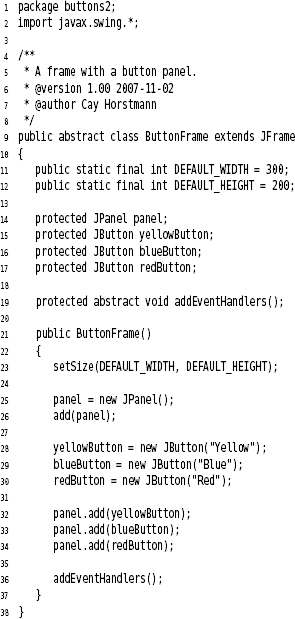 1 package buttons2;
2 import javax.swing.*;
3
4 /**
5  * A frame with a button panel.
6  * @version 1.00 2007-11-02
7  * @author Cay Horstmann
8  */
9 public abstract class ButtonFrame extends JFrame
10 {
11    public static final int DEFAULT_WIDTH = 300;
12    public static final int DEFAULT_HEIGHT = 200;
13
14    protected JPanel panel;
15    protected JButton yellowButton;
16    protected JButton blueButton;
17    protected JButton redButton;
18
19    protected abstract void addEventHandlers();
20
21    public ButtonFrame()
22    {
23       setSize(DEFAULT_WIDTH, DEFAULT_HEIGHT);
24
25       panel = new JPanel();
26       add(panel);
27
28       yellowButton = new JButton("Yellow");
29       blueButton = new JButton("Blue");
30       redButton = new JButton("Red");
31
32       panel.add(yellowButton);
33       panel.add(blueButton);
34       panel.add(redButton);
35
36       addEventHandlers();
37    }
38 }